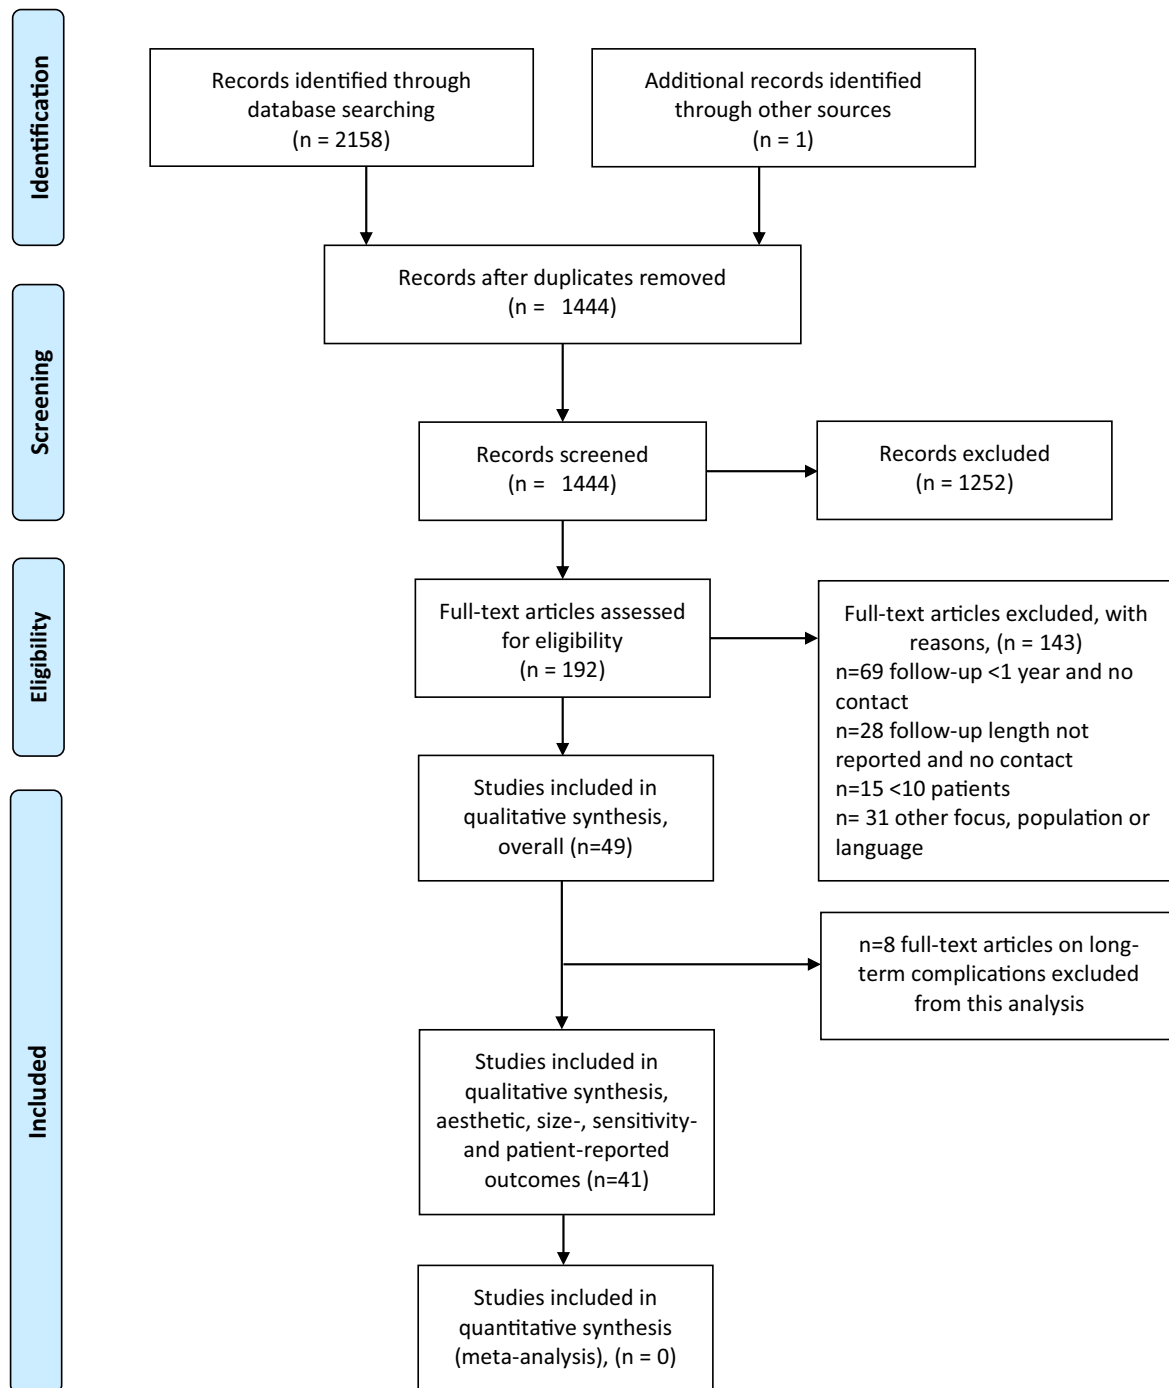 Identification
Records identified through
database searching
(n = 2158)
Additional records identified
through other sources
(n = 1)
Records after duplicates removed
(n =   1444)
Screening
Records screened
(n =   1444)
Records excluded
(n = 1252)
Eligibility
Full-text articles assessed
for eligibility
(n = 192)
Full-text articles excluded, with
reasons, (n = 143)
n=69 follow-up <1 year and no
contact
n=28 follow-up length not
reported and no contact
n=15 <10 patients
n= 31 other focus, population or
language
Studies included in
qualitative synthesis,
overall (n=49)
Included
n=8 full-text articles on long-
term complications excluded
from this analysis
Studies included in
qualitative synthesis,
aesthetic, size-, sensitivity-
and patient-reported
outcomes (n=41)
Studies included in
quantitative synthesis
(meta-analysis), (n = 0)